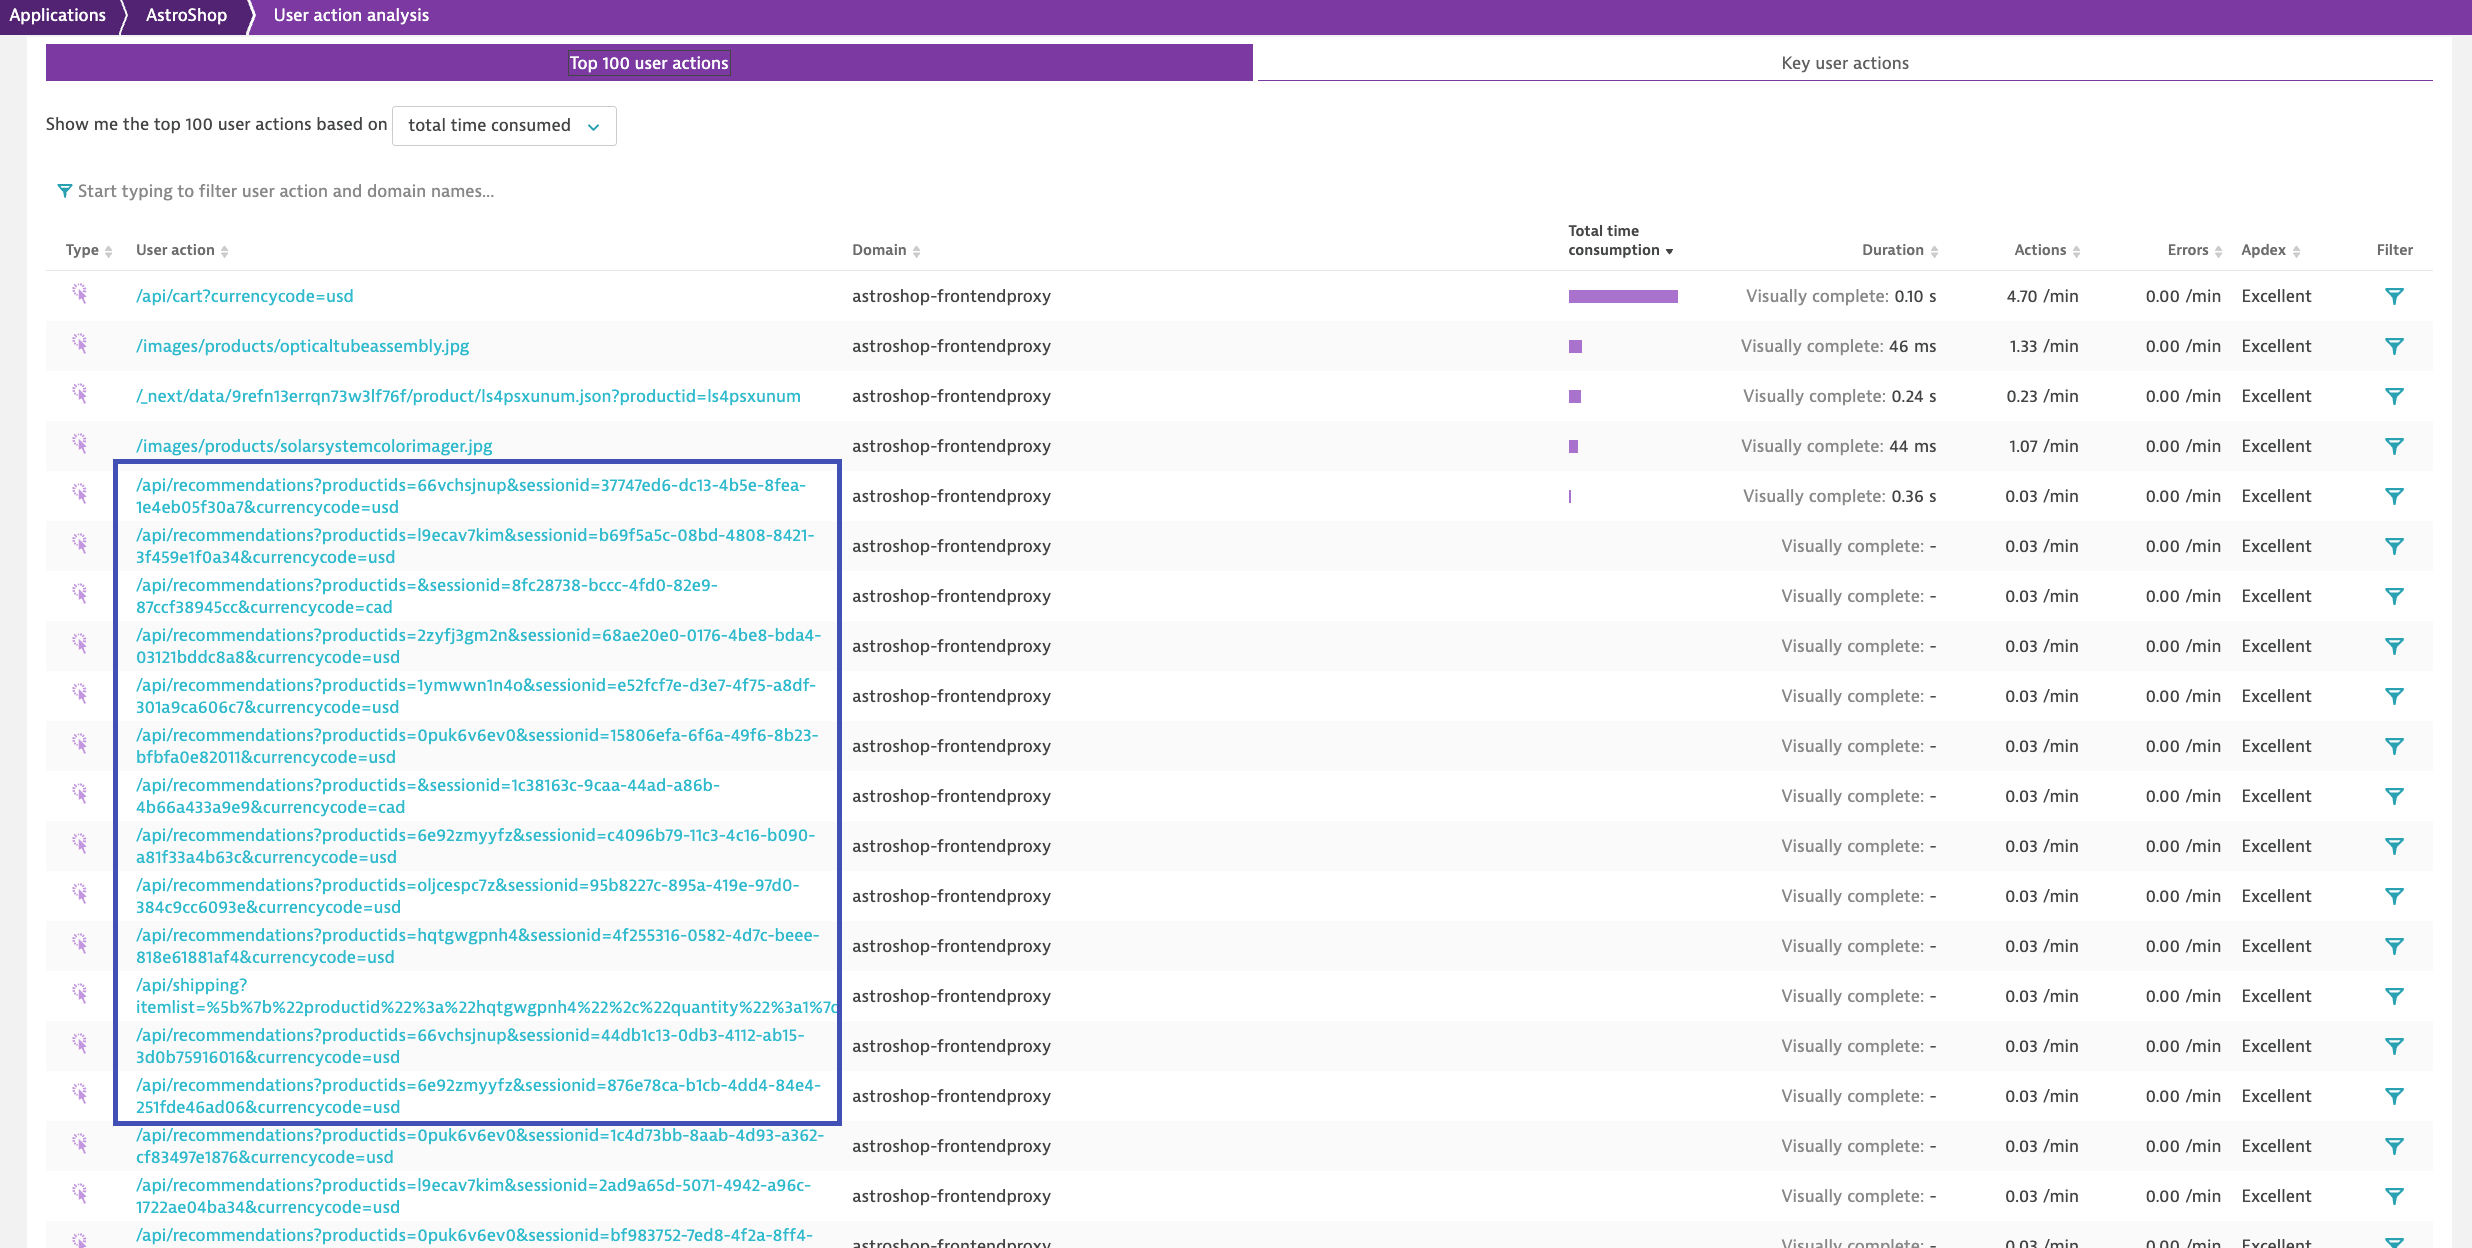 Applications AstroShop User action analysis
Top 100 user actions Key user actions
Show me the top 100 user actions based on total time consumed
Start typing to filter user action and domain names...
Type User action Domain Total time consumption Duration Actions Errors Apdex Filter
/api/cart?currencycode=usd astroshop-frontendproxy Visually complete: 0.10 s 4.70 /min 0.00 /min Excellent
/images/products/opticaltubeassembly.jpg astroshop-frontendproxy Visually complete: 46 ms 1.33 /min 0.00 /min Excellent
/_next/data/9refn13errqn73w3lf76f/product/ls4psxunum.json?productid=ls4psxunum astroshop-frontendproxy Visually complete: 0.24 s 0.23 /min 0.00 /min Excellent
/images/products/solarsystemcolorimager.jpg astroshop-frontendproxy Visually complete: 44 ms 1.07 /min 0.00 /min Excellent
/api/recommendations?productids=66vchsjnup&sessionid=37747ed6-dc13-4b5e-8fea-
1e4eb05f30a7&currencycode=usd astroshop-frontendproxy Visually complete: 0.36 s 0.03 /min 0.00 /min Excellent
/api/recommendations?productids=l9ecav7kim&sessionid=b69f5a5c-08bd-4808-8421-
3f459e1f0a34&currencycode=usd astroshop-frontendproxy Visually complete: - 0.03 /min 0.00 /min Excellent
/api/recommendations?productids=&sessionid=8fc28738-bccc-4fd0-82e9-
87ccf38945cc&currencycode=cad astroshop-frontendproxy Visually complete: - 0.03 /min 0.00 /min Excellent
/api/recommendations?productids=2zyfj3gm2n&sessionid=68ae20e0-0176-4be8-bda4-
03121bddc8a8&currencycode=usd astroshop-frontendproxy Visually complete: - 0.03 /min 0.00 /min Excellent
/api/recommendations?productids=1ymwwn1n4o&sessionid=e52fcf7e-d3e7-4f75-a8df-
301a9ca606c7&currencycode=usd astroshop-frontendproxy Visually complete: - 0.03 /min 0.00 /min Excellent
/api/recommendations?productids=0puk6v6ev0&sessionid=15806efa-6f6a-49f6-8b23-
bfbfa0e82011&currencycode=usd astroshop-frontendproxy Visually complete: - 0.03 /min 0.00 /min Excellent
/api/recommendations?productids=&sessionid=1c38163c-9caa-44ad-a86b-
4b66a433a9e9&currencycode=cad astroshop-frontendproxy Visually complete: - 0.03 /min 0.00 /min Excellent
/api/recommendations?productids=6e92zmyyfz&sessionid=c4096b79-11c3-4c16-b090-
a81f33a4b63c&currencycode=usd astroshop-frontendproxy Visually complete: - 0.03 /min 0.00 /min Excellent
/api/recommendations?productids=oljcespc7z&sessionid=95b8227c-895a-419e-97d0-
384c9cc6093e&currencycode=usd astroshop-frontendproxy Visually complete: - 0.03 /min 0.00 /min Excellent
/api/recommendations?productids=hqtgwgpnh4&sessionid=4f255316-0582-4d7c-beee-
818e61881af4&currencycode=usd astroshop-frontendproxy Visually complete: - 0.03 /min 0.00 /min Excellent
/api/shipping?
itemlist=%5b%7b%22productid%22%3a%22hqtgwgpnh4%22%2c%22quantity%22%3a1%7 astroshop-frontendproxy Visually complete: - 0.03 /min 0.00 /min Excellent
/api/recommendations?productids=66vchsjnup&sessionid=44db1c13-0db3-4112-ab15-
3d0b75916016&currencycode=usd astroshop-frontendproxy Visually complete: - 0.03 /min 0.00 /min Excellent
/api/recommendations?productids=6e92zmyyfz&sessionid=876e78ca-b1cb-4dd4-84e4-
251fde46ad06&currencycode=usd astroshop-frontendproxy Visually complete: - 0.03 /min 0.00 /min Excellent
/api/recommendations?productids=0puk6v6ev0&sessionid=1c4d73bb-8aab-4d93-a362-
cf83497e1876&currencycode=usd astroshop-frontendproxy Visually complete: - 0.03 /min 0.00 /min Excellent
/api/recommendations?productids=l9ecav7kim&sessionid=2ad9a65d-5071-4942-a96c-
1722ae04ba34&currencycode=usd astroshop-frontendproxy Visually complete: - 0.03 /min 0.00 /min Excellent
/api/recommendations?productids=0puk6v6ev0&sessionid=bf983752-7ed8-4f2a-8ff4-
astroshop-frontendproxy Visually complete: - 0.03 /min 0.00 /min Excellent